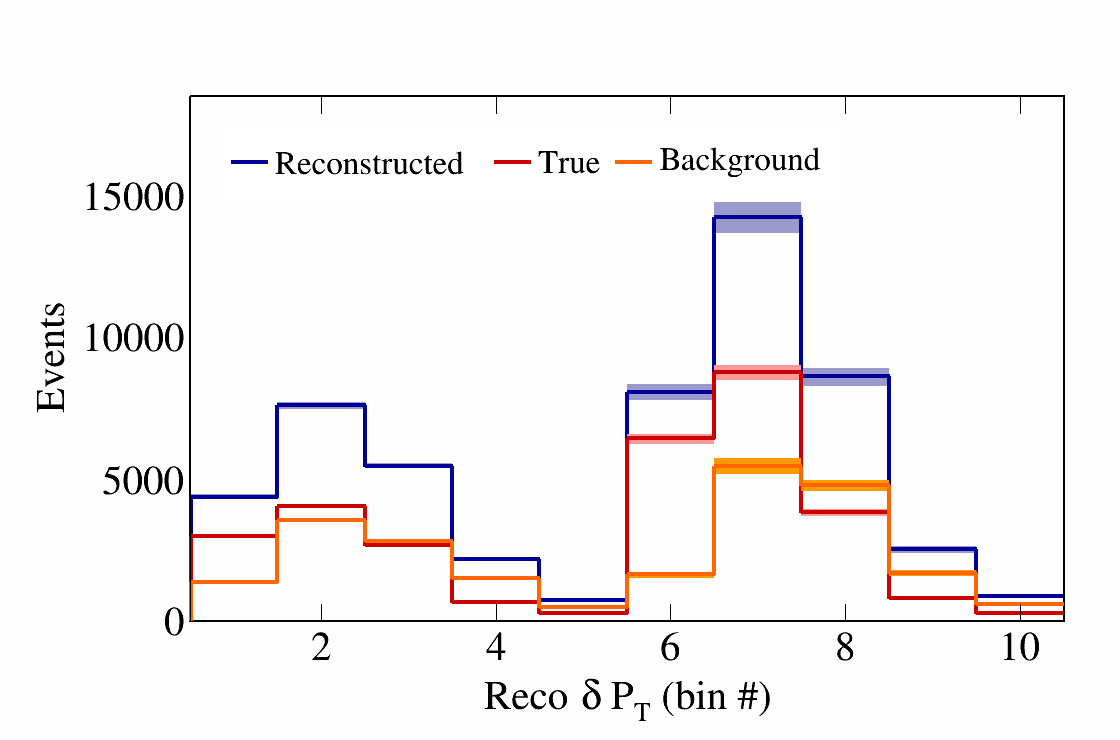 Reconstructed True Background
15000
10000
5000
0
Events
2 4 6 8 10
Reco δ P_T (bin #)